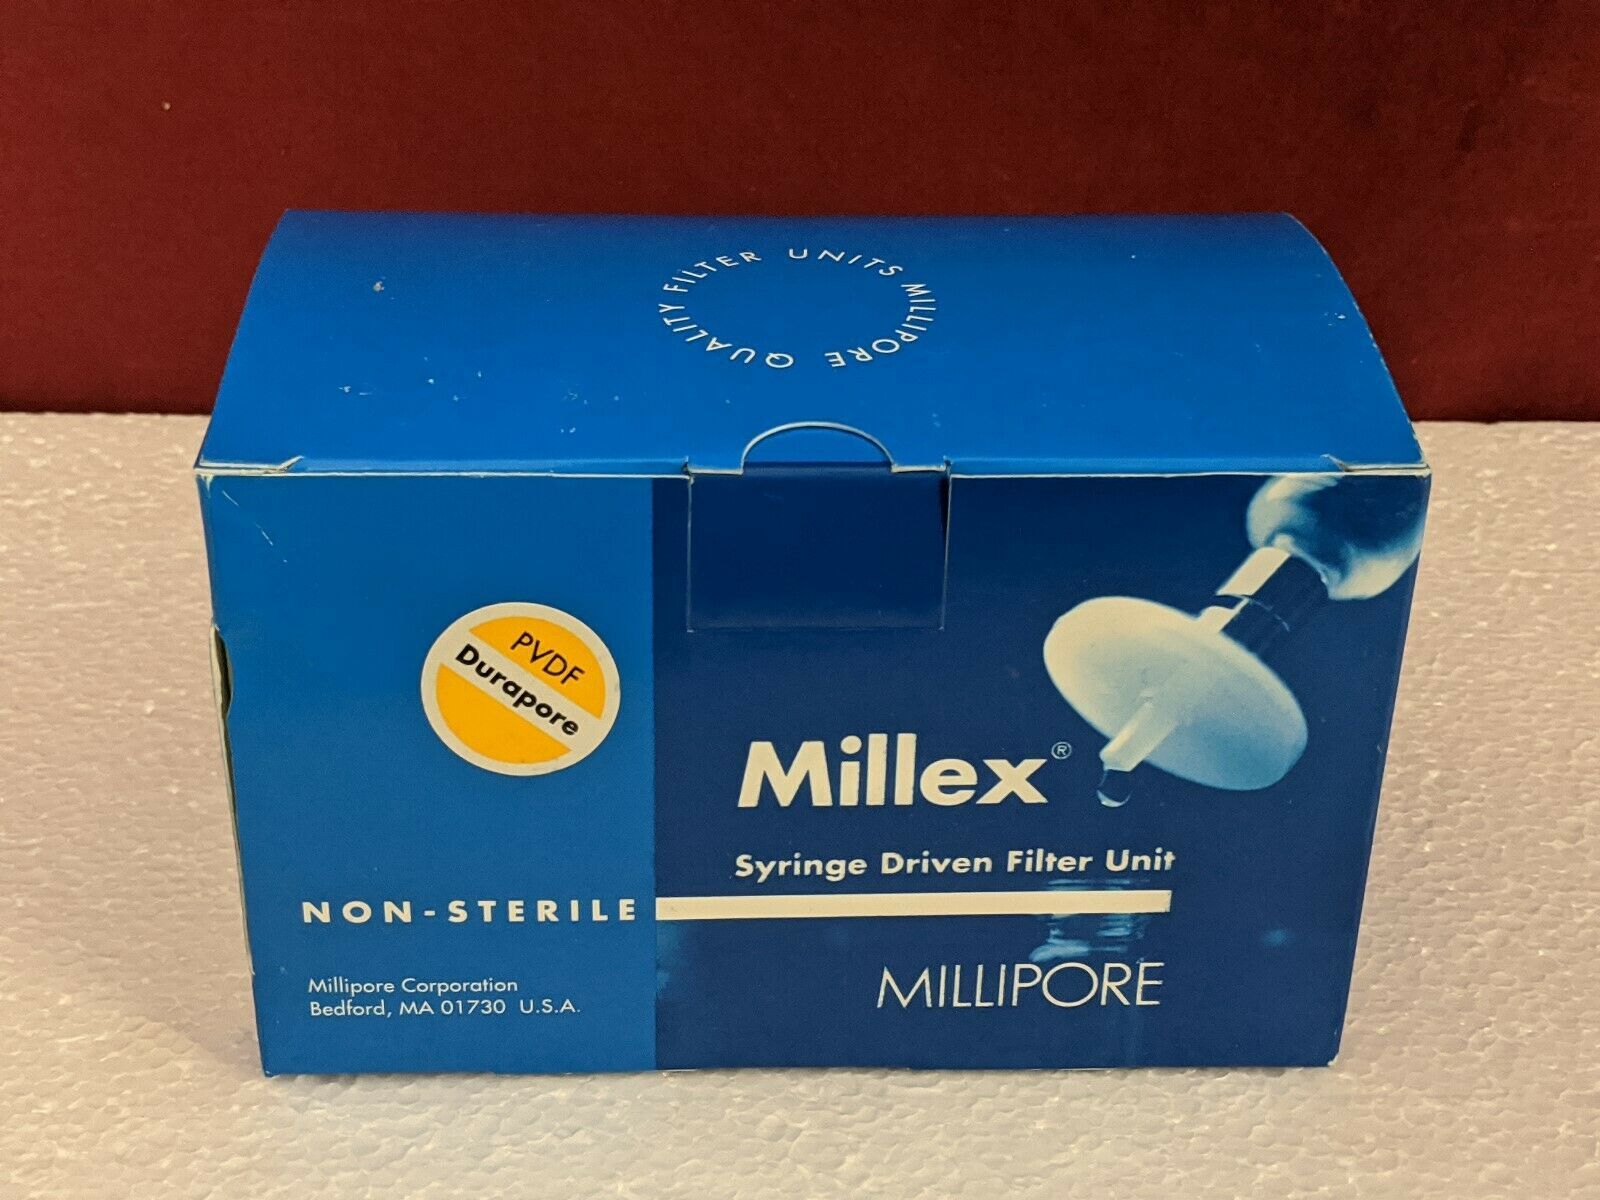 QUALITY FILTER UNITS MILLIPORE
PVDF
Durapore
Millex®
Syringe Driven Filter Unit
NON-STERILE
MILLIPORE
Millipore Corporation
Bedford, MA 01730 U.S.A.